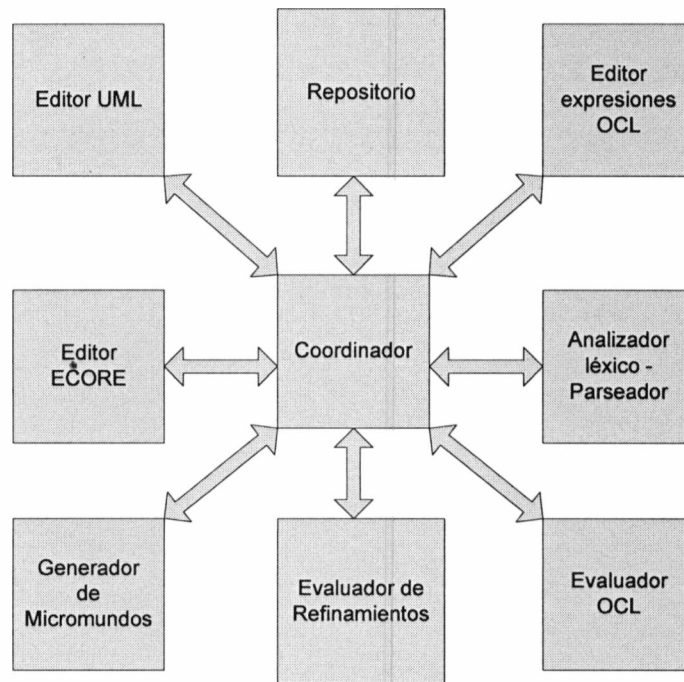 Editor UML
Repositorio
Editor
expresiones
OCL
Editor
ECORE
Coordinador
Analizador
léxico -
Parseador
Generador
de
Micromundos
Evaluador de
Refinamientos
Evaluador
OCL